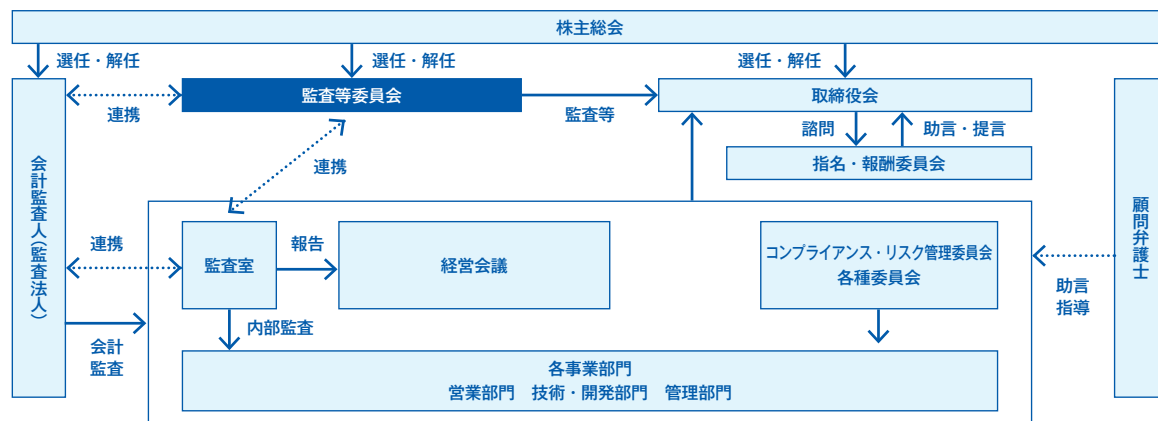 株主総会
選任・解任
選任・解任
選任・解任
監査等委員会
取締役会
連携
監査等
諮問
助言・提言
指名・報酬委員会
連携
会計監査人(監査法人)
顧問弁護士
連携
監査室
報告
経営会議
コンプライアンス・リスク管理委員会
各種委員会
助言
指導
内部監査
会計
監査
各事業部門
営業部門　技術・開発部門　管理部門